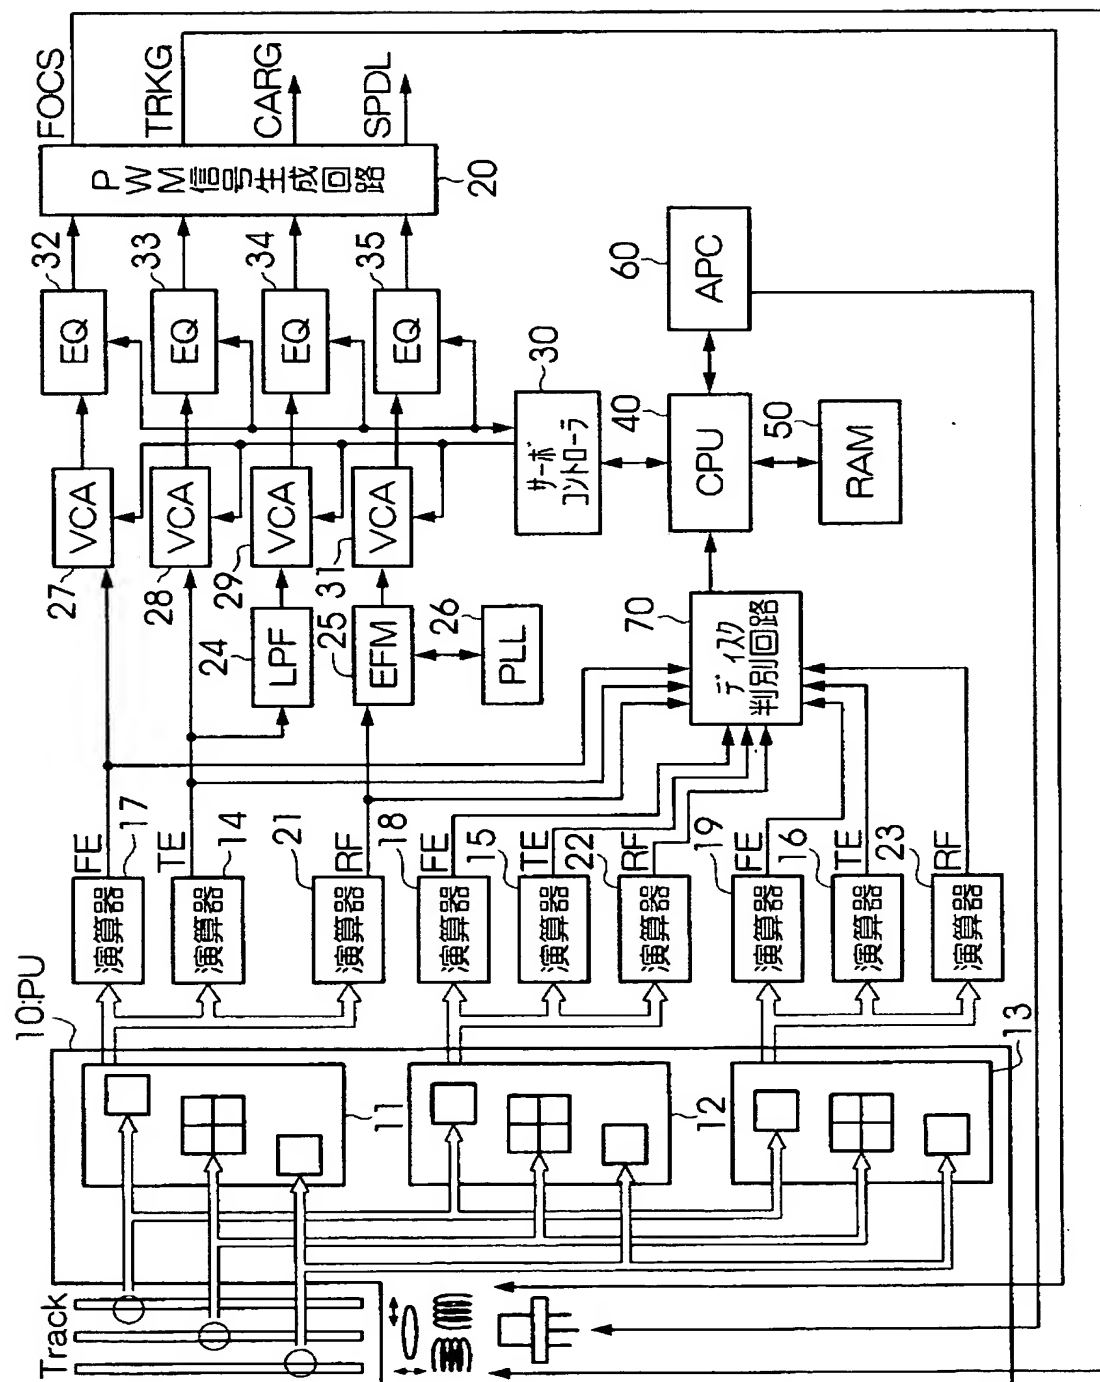 FOCS
TRKG
CARG
SPDL
PWM信号生成回路
20
32
33
34
35
EQ
EQ
EQ
EQ
60
APC
30
サーボ
コントローラ
40
CPU
50
RAM
VCA
VCA
VCA
VCA
27
28
29
31
24
LPF
25
EFM
26
PLL
70
ディスク
判別回路
FE
17
TE
14
21
RF
18
FE
15
TE
22
RF
19
FE
16
TE
23
RF
演算器
演算器
演算器
演算器
演算器
演算器
演算器
演算器
演算器
10:PU
11
12
13
Track